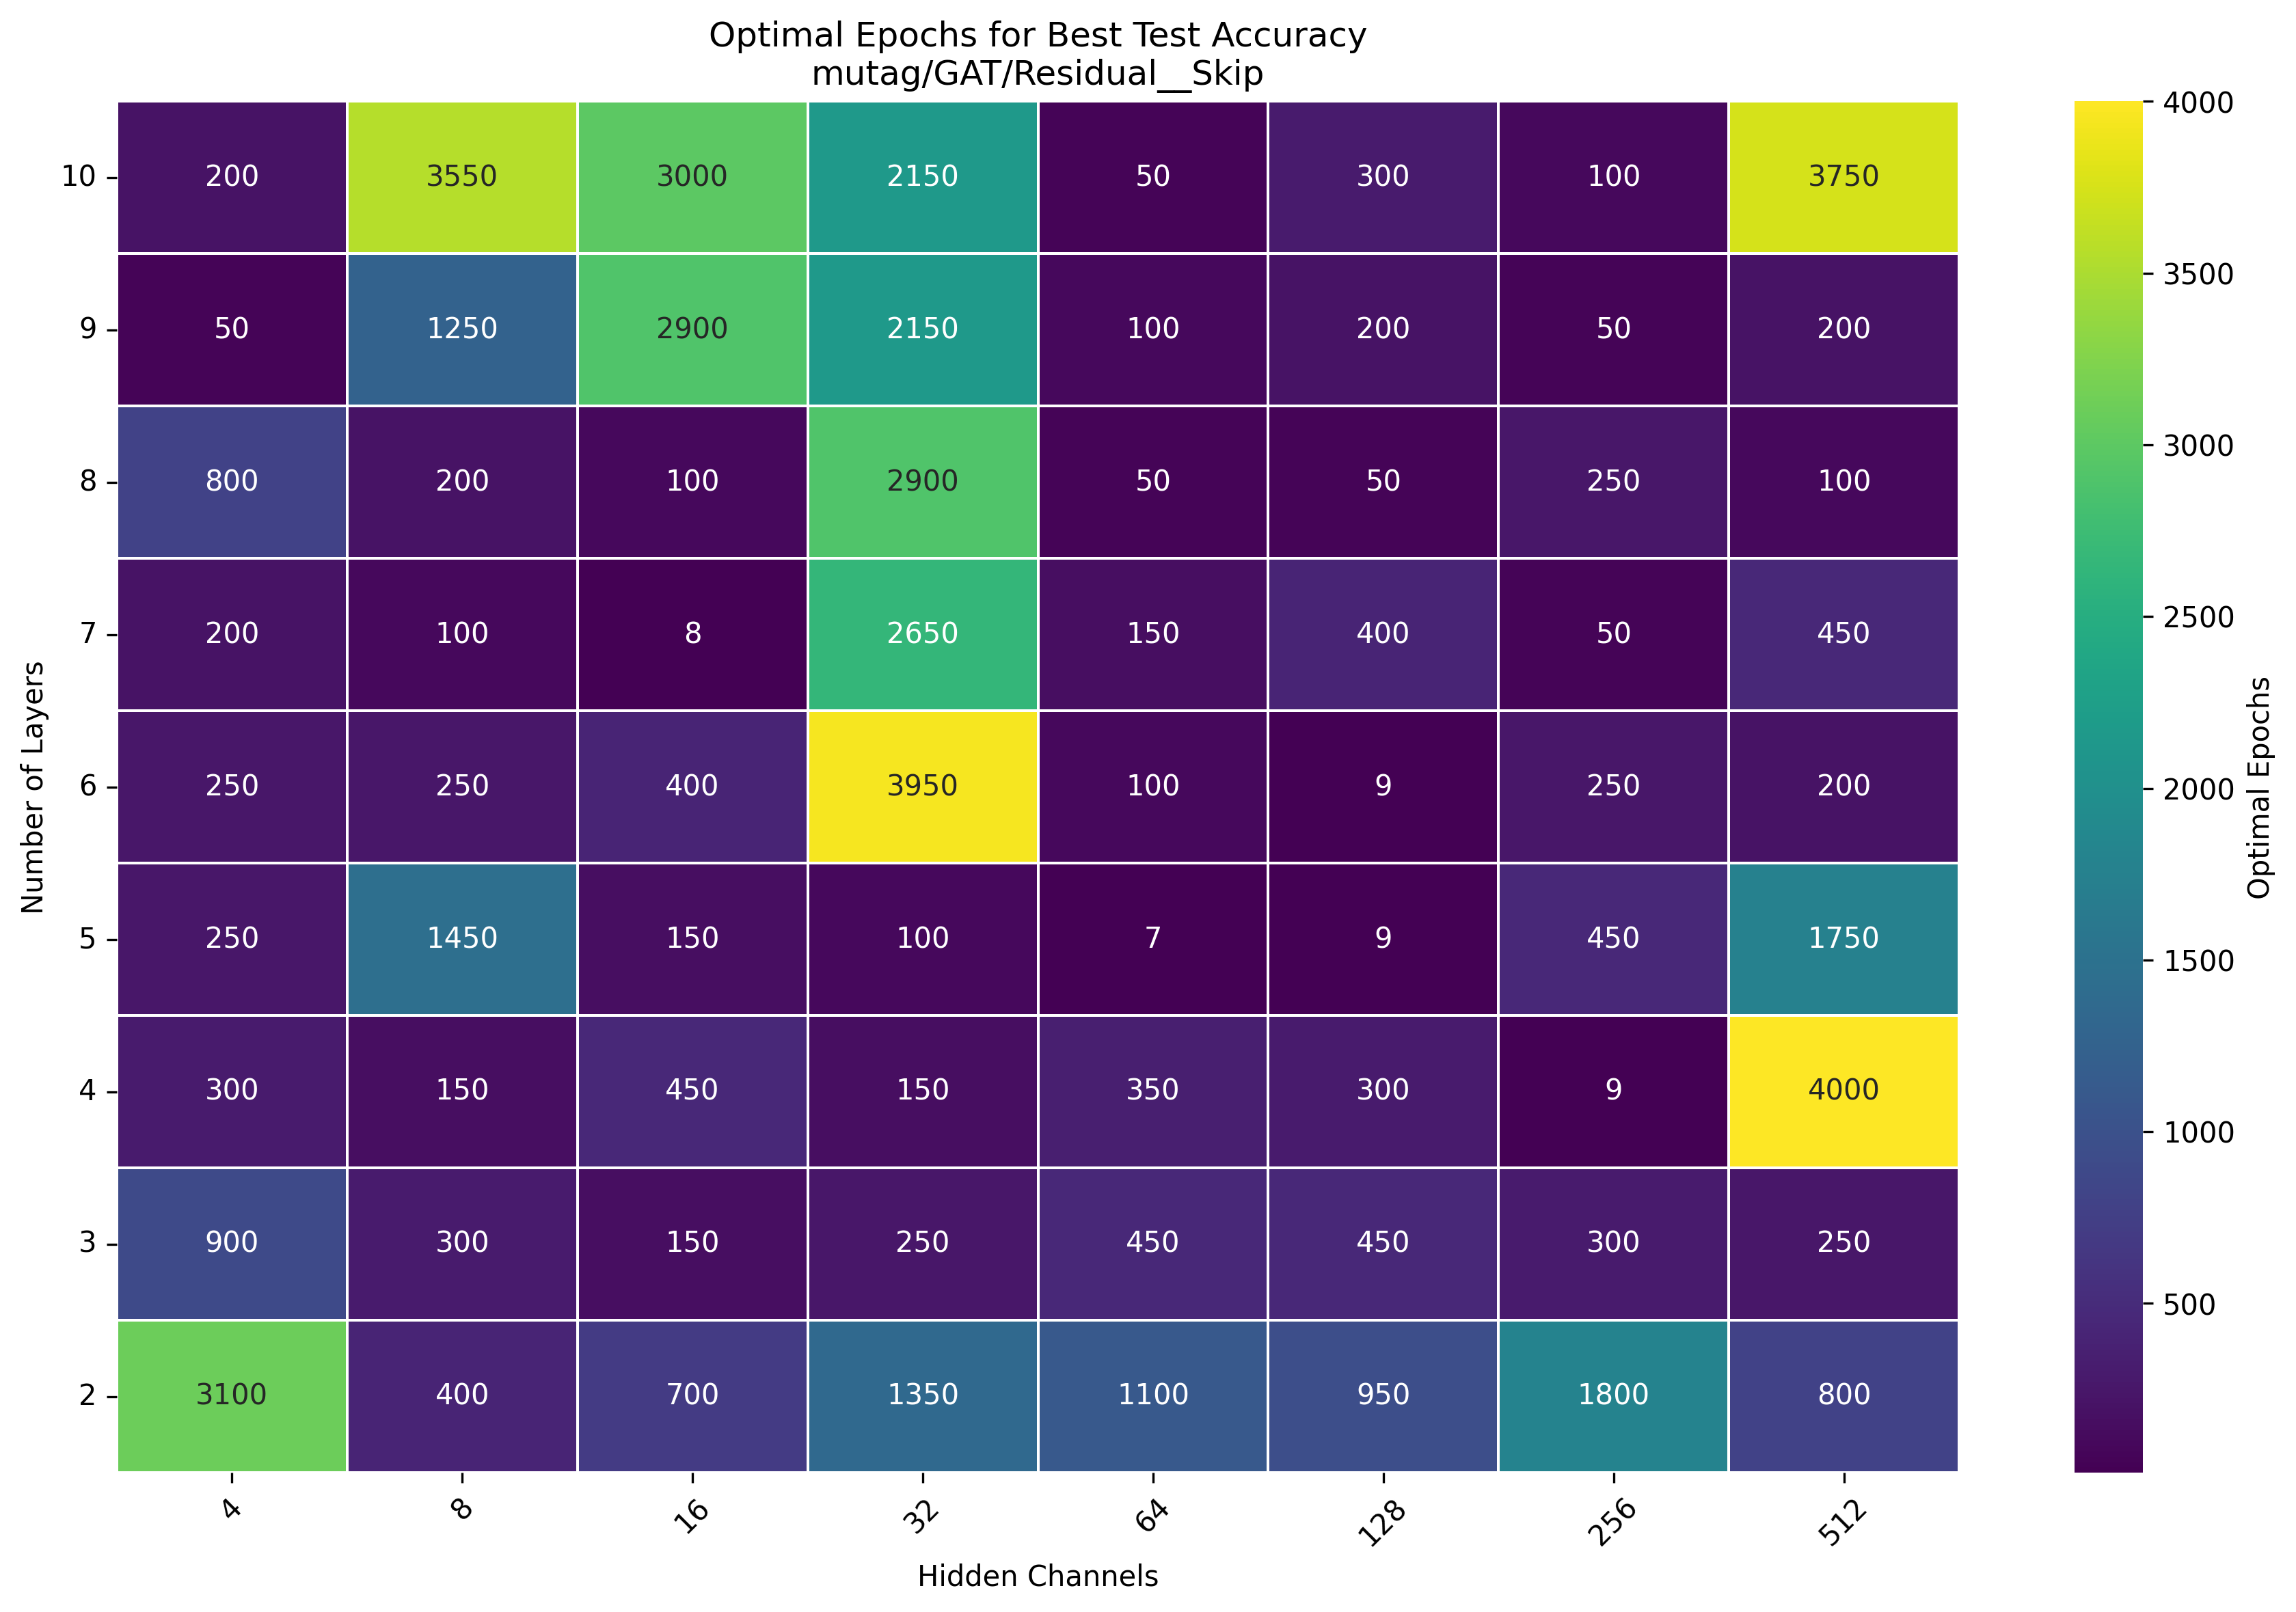 Optimal Epochs for Best Test Accuracy
mutag/GAT/Residual__Skip
Number of Layers
10 200 3550 3000 2150 50 300 100 3750
9 50 1250 2900 2150 100 200 50 200
8 800 200 100 2900 50 50 250 100
7 200 100 8 2650 150 400 50 450
6 250 250 400 3950 100 9 250 200
5 250 1450 150 100 7 9 450 1750
4 300 150 450 150 350 300 9 4000
3 900 300 150 250 450 450 300 250
2 3100 400 700 1350 1100 950 1800 800
4 8 16 32 64 128 256 512
Hidden Channels
4000
3500
3000
2500
2000
1500
1000
500
Optimal Epochs